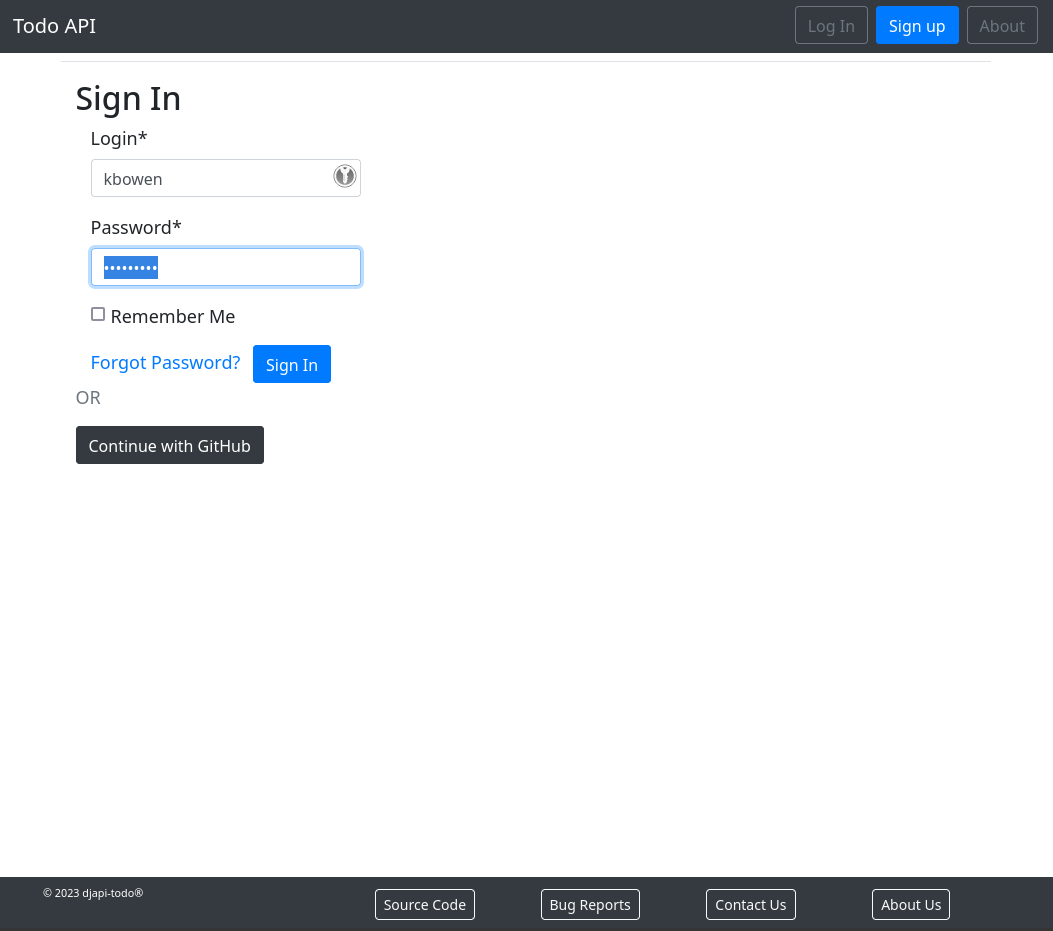 Todo API Log In Sign up About
Sign In
Login*
kbowen
Password*
•••••••••
Remember Me
Forgot Password? Sign In
OR
Continue with GitHub
© 2023 djapi-todo® Source Code Bug Reports Contact Us About Us